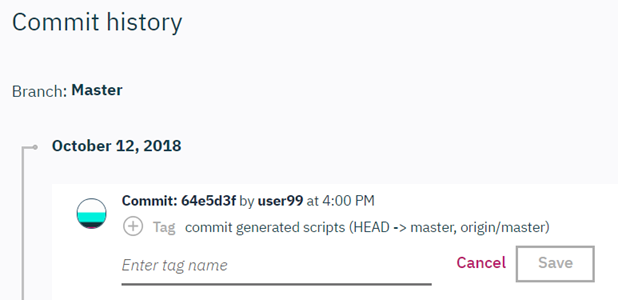 Commit history
Branch: Master
October 12, 2018
Commit: 64e5d3f by user99 at 4:00 PM
Tag commit generated scripts (HEAD -> master, origin/master)
Enter tag name Cancel Save